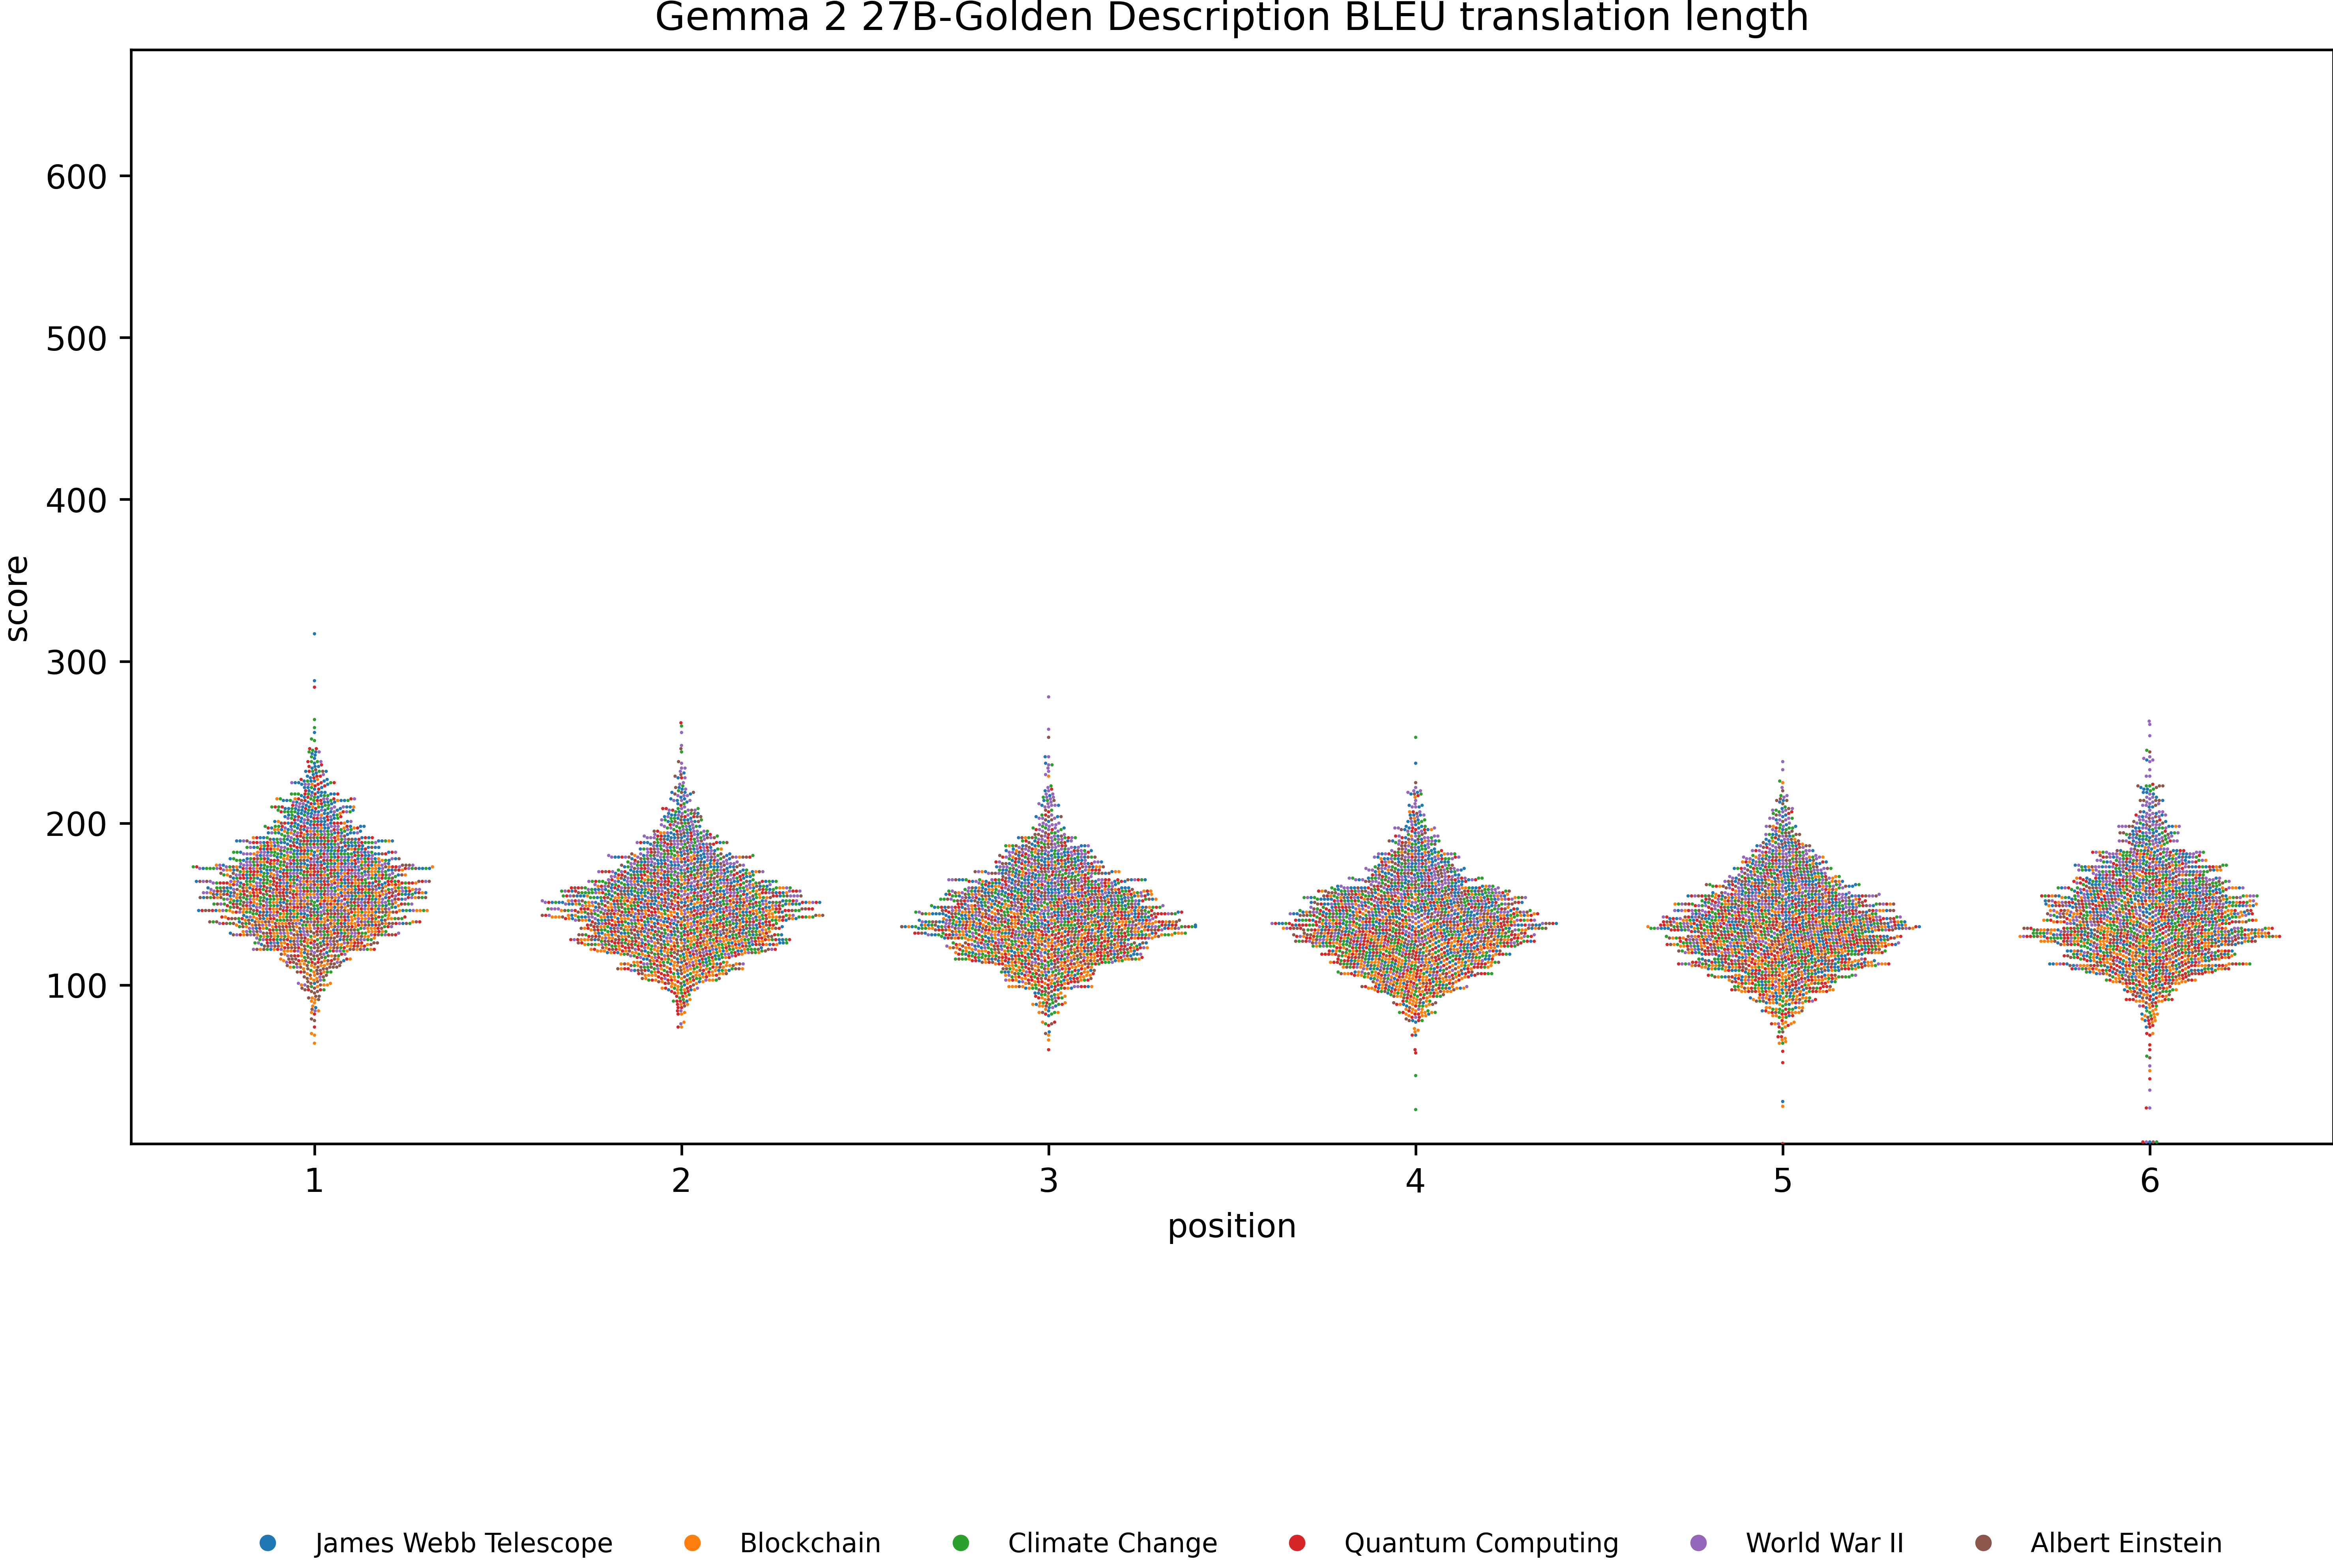 Gemma 2 27B-Golden Description BLEU translation length
score
600
500
400
300
200
100
1 2 3 4 5 6
position
James Webb Telescope Blockchain Climate Change Quantum Computing World War II Albert Einstein